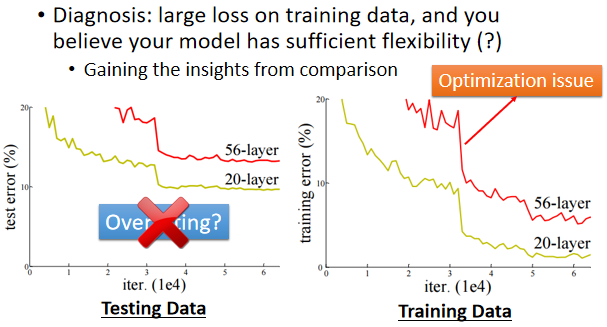 • Diagnosis: large loss on training data, and you
believe your model has sufficient flexibility (?)
• Gaining the insights from comparison
Optimization issue
20
10
0
test error (%)
56-layer
20-layer
0 1 2 3 4 5 6
iter. (1e4)
Testing Data
20
10
0
training error (%)
56-layer
20-layer
0 1 2 3 4 5 6
iter. (1e4)
Training Data